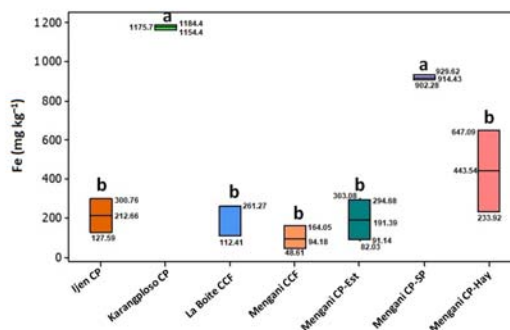 Fe (mg kg⁻¹)
1200
1000
800
600
400
200
0
b
300.76
212.66
127.59
a
1175.7
1184.4
1154.4
b
261.27
112.41
b
164.05
94.18
48.61
b
303.08
294.68
191.39
91.14
82.03
a
929.62
914.43
902.28
b
647.09
443.54
233.92
Ijen CP
Karangploso CP
La Boite CCF
Mengani CCF
Mengani CP-Est
Mengani CP-SP
Mengani CP-Hay